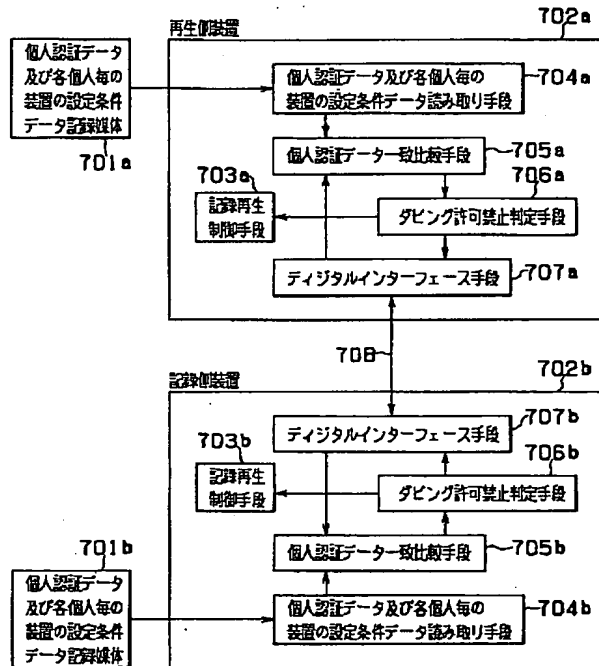 702a
再生側装置
個人認証データ
及び各個人毎の
装置の設定条件
データ記録媒体
701a
個人認証データ及び各個人毎の
装置の設定条件データ読み取り手段
704a
個人認証データ一致比較手段
705a
703a
記録再生
制御手段
706a
ダビング許可禁止判定手段
ディジタルインターフェース手段
707a
708
記録側装置
702b
ディジタルインターフェース手段
707b
703b
記録再生
制御手段
706b
ダビング許可禁止判定手段
個人認証データ一致比較手段
705b
701b
個人認証データ
及び各個人毎の
装置の設定条件
データ記録媒体
個人認証データ及び各個人毎の
装置の設定条件データ読み取り手段
704b